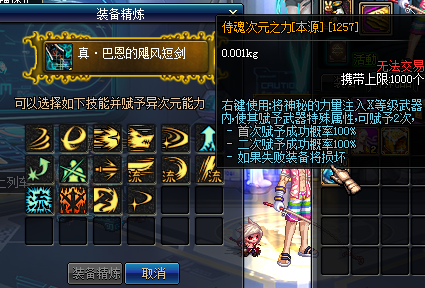 装备精炼
真·巴恩的飓风短剑
可以选择如下技能并赋予异次元能力
流
流
流
装备精炼
取消
侍魂次元之力[本源] [1257]
0.001kg
无法交易
携带上限1000个
右键使用:将神秘的力量注入X等级武器
内,使其赋予武器特殊属性,可赋予2次,
- 首次赋予成功概率100%
- 二次赋予成功概率100%
- 如果失败装备将损坏